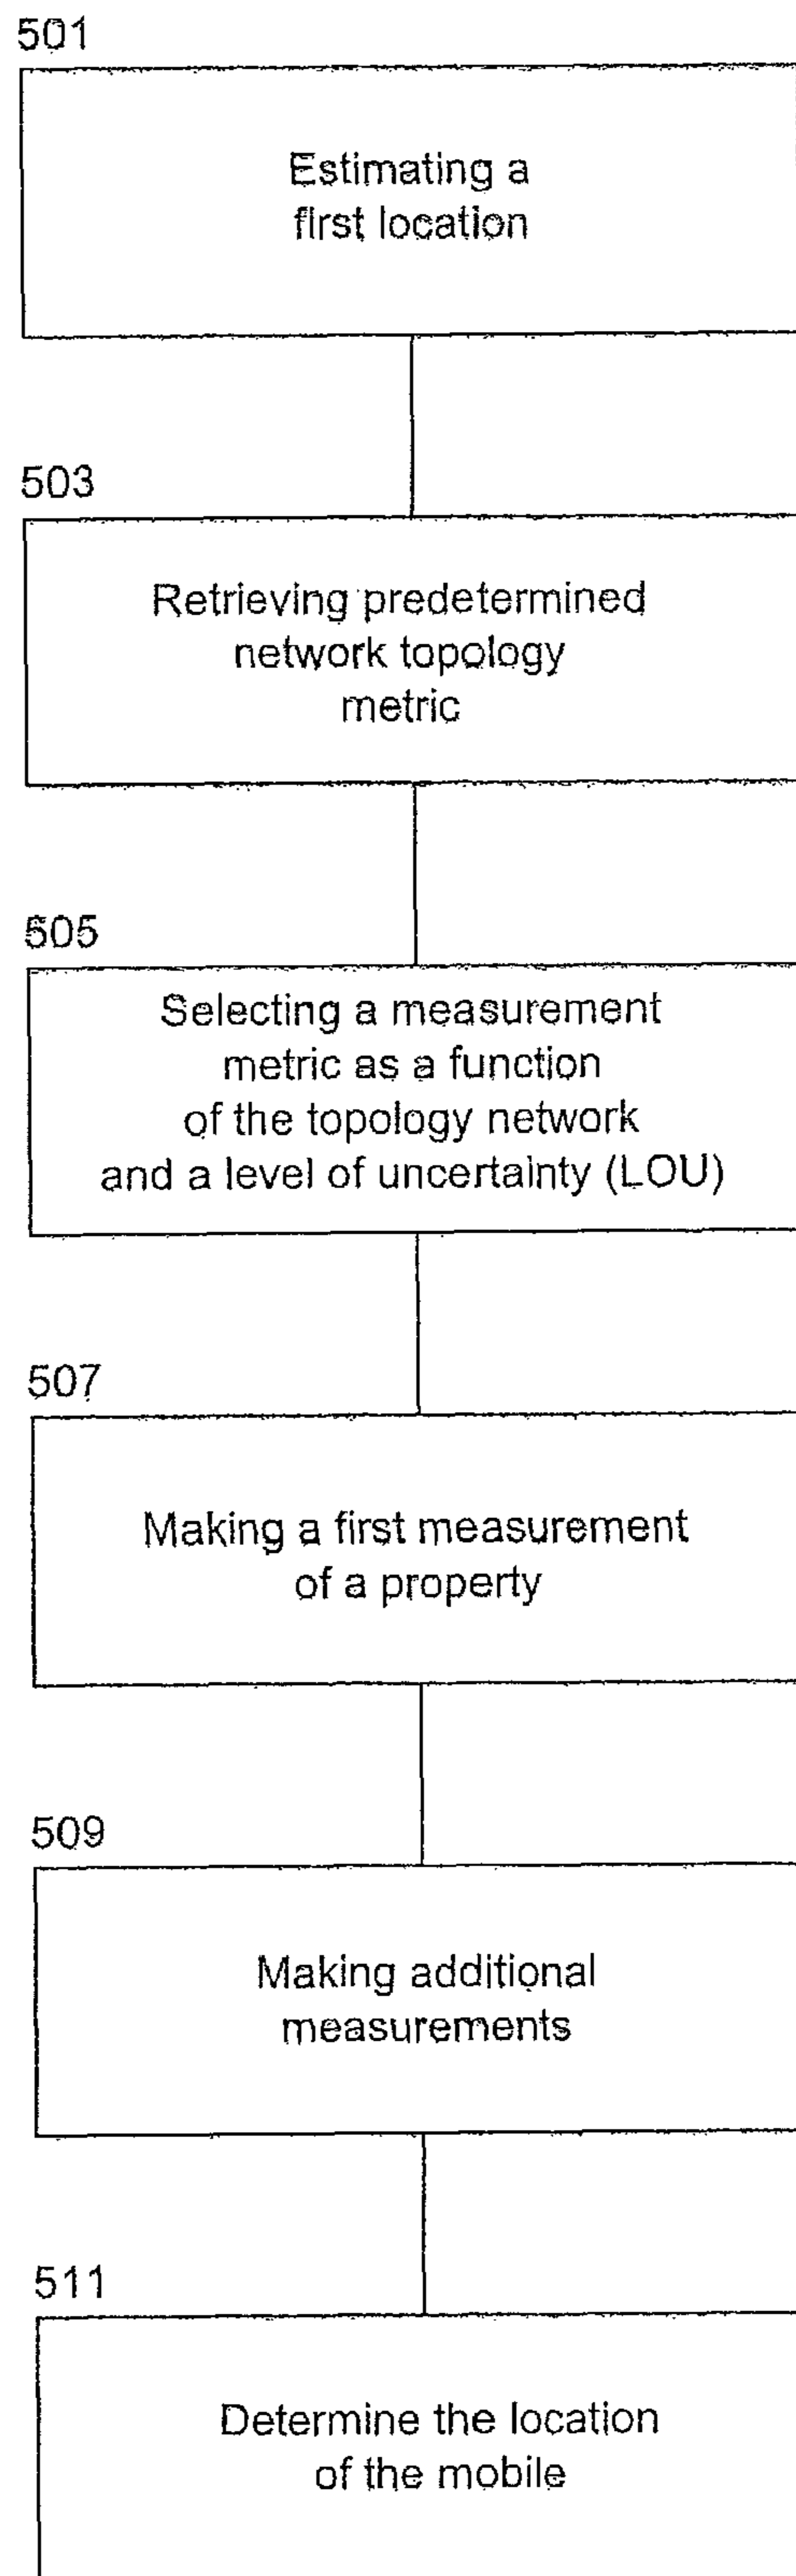 501
Estimating a
first location
503
Retrieving predetermined
network topology
metric
505
Selecting a measurement
metric as a function
of the topology network
and a level of uncertainty (LOU)
507
Making a first measurement
of a property
509
Making additional
measurements
511
Determine the location
of the mobile